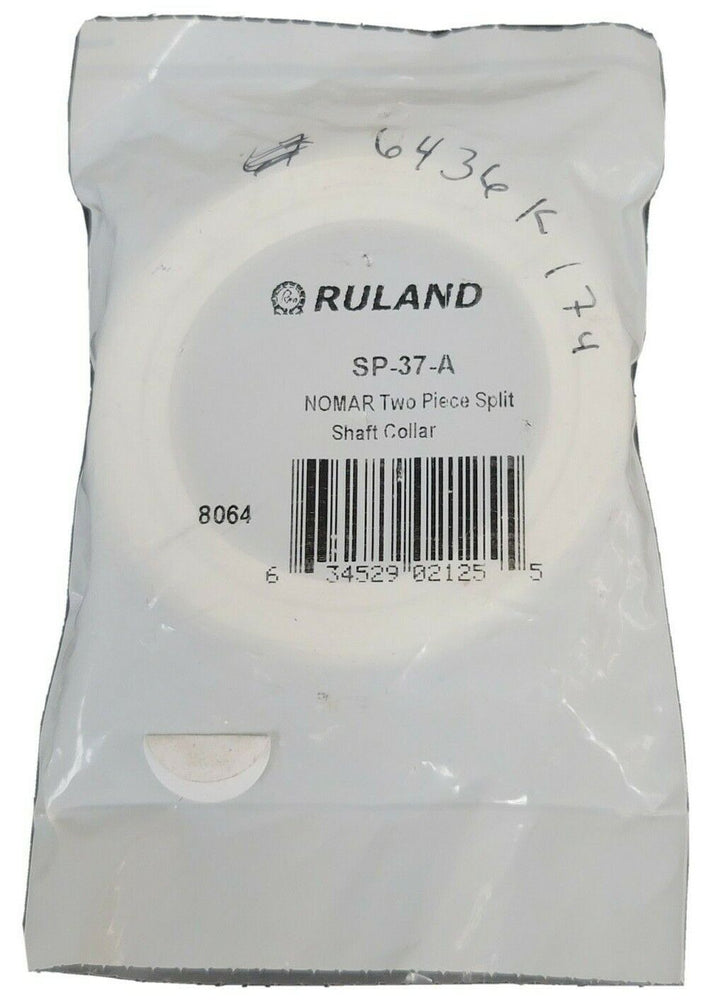 6436K174
RULAND
SP-37-A
NOMAR Two Piece Split
Shaft Collar
8064
6 34529 02125 5